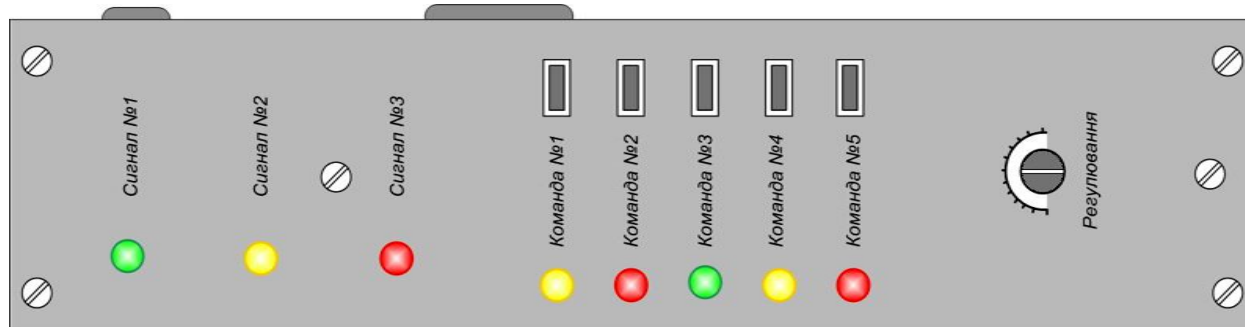 Сигнал №1
Сигнал №2
Сигнал №3
Команда №1
Команда №2
Команда №3
Команда №4
Команда №5
Регулювання